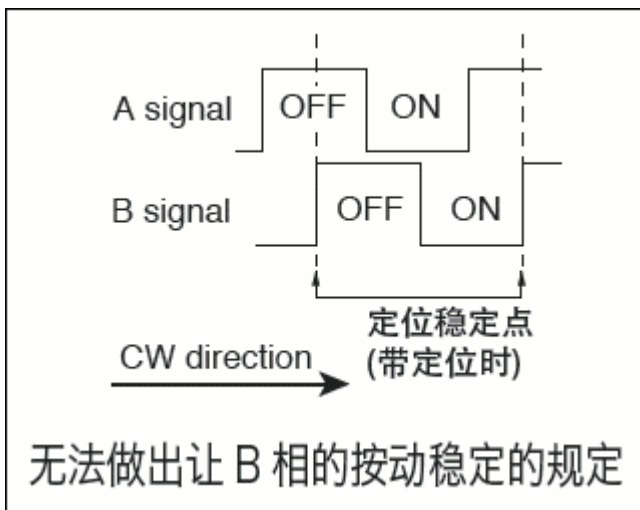 A signal OFF ON
B signal OFF ON
定位稳定点
(带定位时)
CW direction
无法做出让 B 相的按动稳定的规定